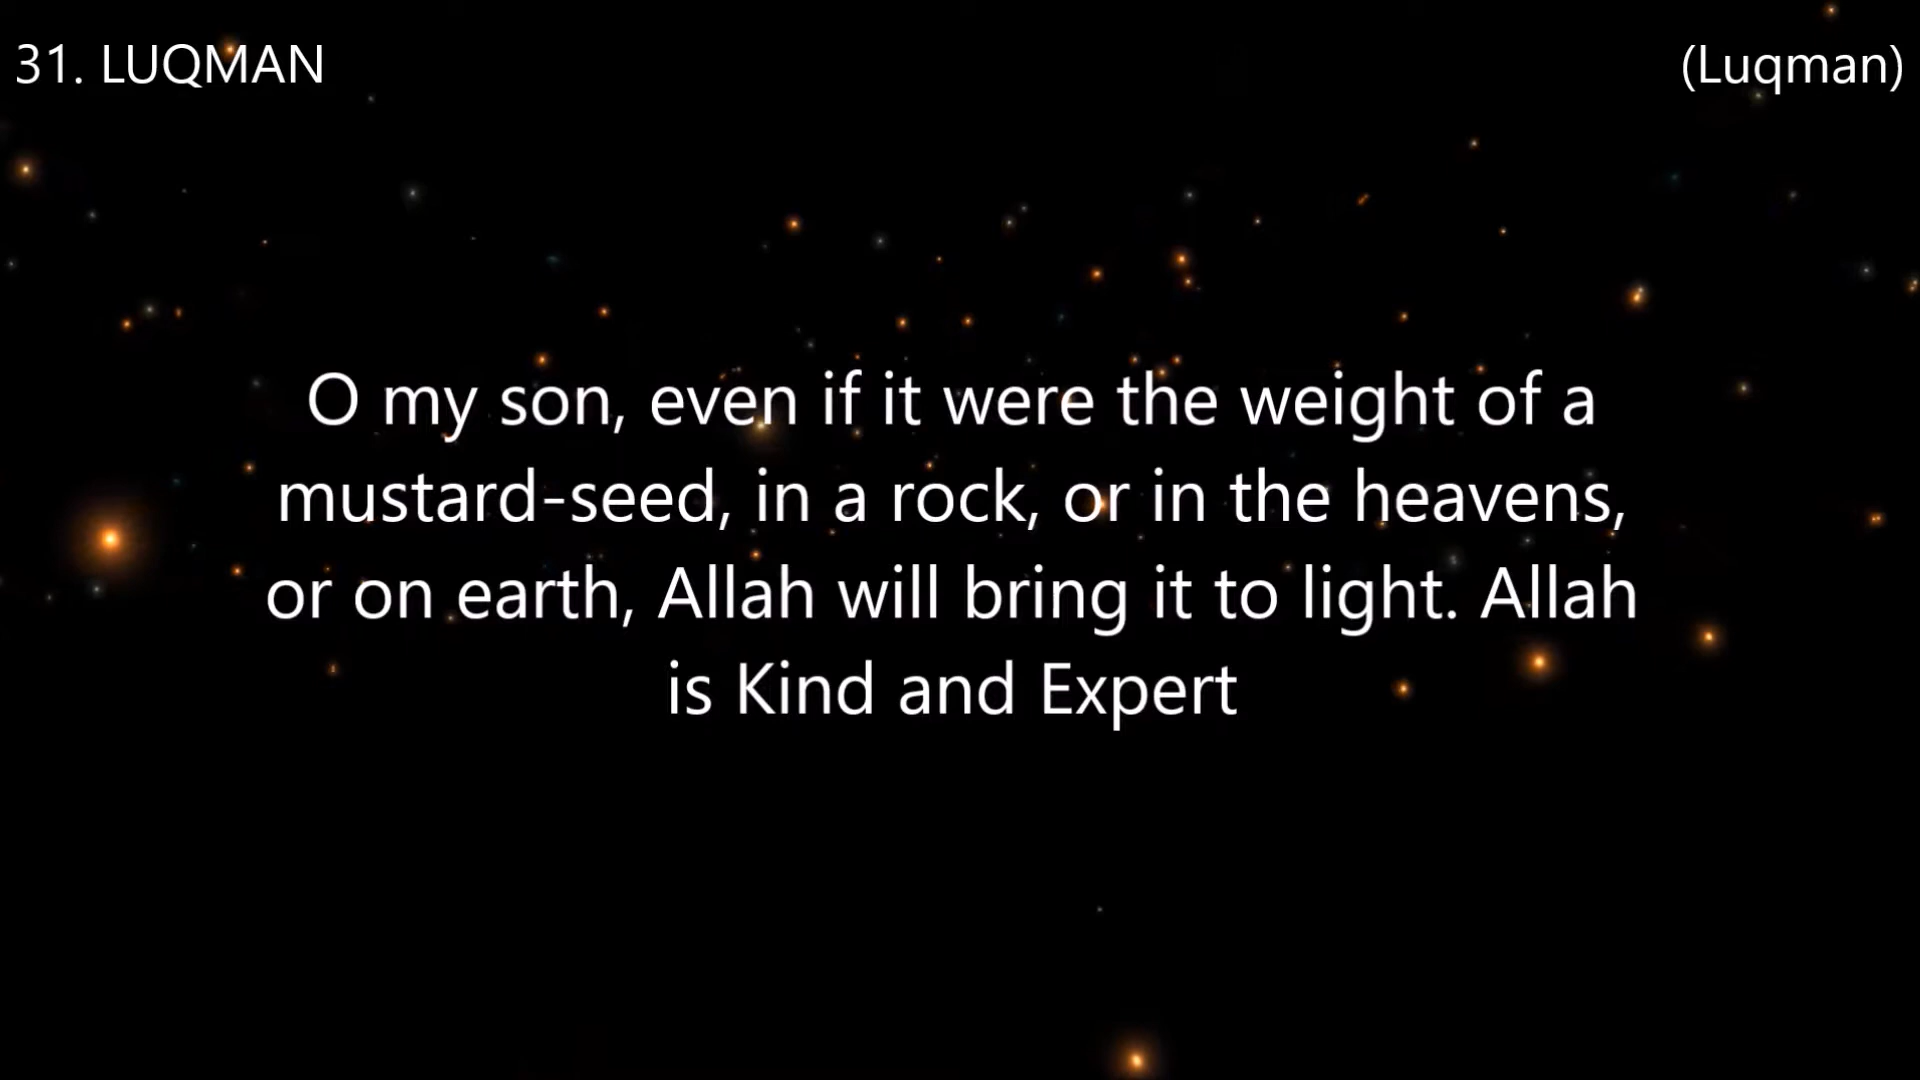 31. LUQMAN
(Luqman)
O my son, even if it were the weight of a
mustard-seed, in a rock, or in the heavens,
or on earth, Allah will bring it to light. Allah
is Kind and Expert